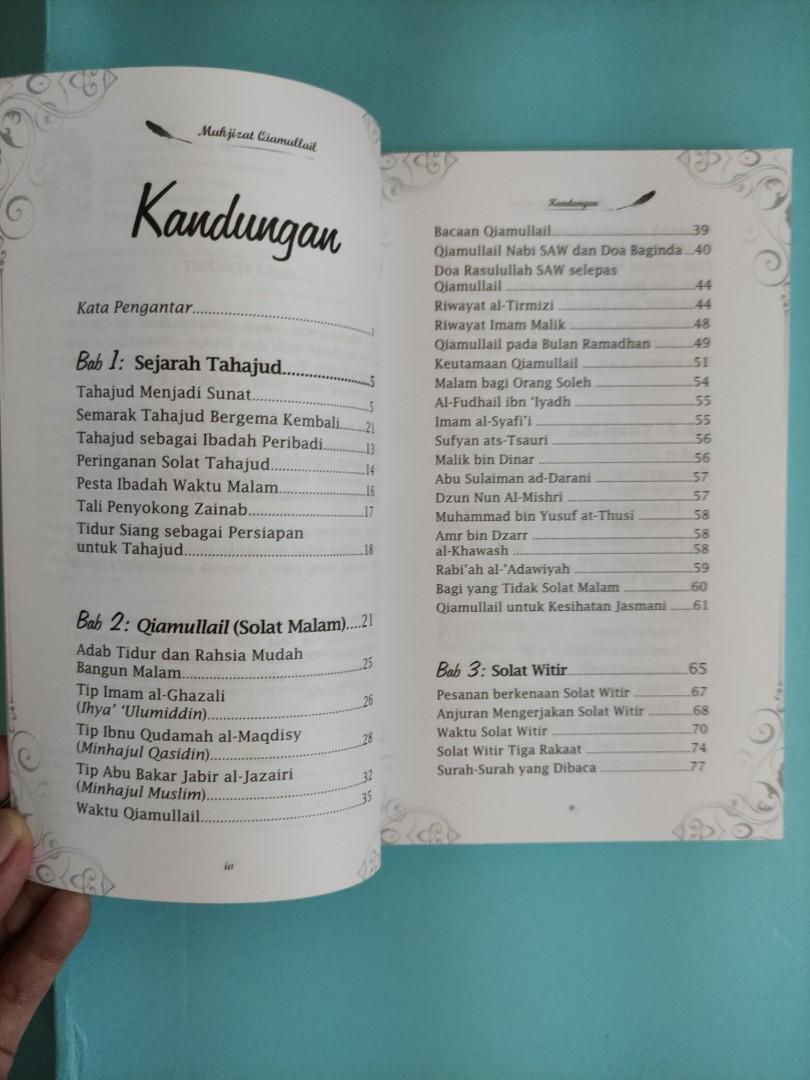 Mukjizat Qiamullail
Kandungan
Kata Pengantar....................1
Bab 1: Sejarah Tahajud....................5
Tahajud Menjadi Sunat....................5
Semarak Tahajud Bergema Kembali......21
Tahajud sebagai Ibadah Peribadi..........13
Peringanan Solat Tahajud....................14
Pesta Ibadah Waktu Malam....................16
Tali Penyokong Zainab....................17
Tidur Siang sebagai Persiapan
untuk Tahajud....................18
Bab 2: Qiamullail (Solat Malam)....21
Adab Tidur dan Rahsia Mudah
Bangun Malam....................25
Tip Imam al-Ghazali
(Ihya' 'Ulumiddin)....................26
Tip Ibnu Qudamah al-Maqdisy
(Minhajul Qasidin)....................28
Tip Abu Bakar Jabir al-Jazairi
(Minhajul Muslim)....................32
Waktu Qiamullail....................35
iv
Kandungan
Bacaan Qiamullail....................39
Qiamullail Nabi SAW dan Doa Baginda ...40
Doa Rasulullah SAW selepas
Qiamullail ....................44
Riwayat al-Tirmizi ....................44
Riwayat Imam Malik ....................48
Qiamullail pada Bulan Ramadhan ..........49
Keutamaan Qiamullail ....................51
Malam bagi Orang Soleh ....................54
Al-Fudhail ibn 'Iyadh ....................55
Imam al-Syafi'i ....................55
Sufyan ats-Tsauri ....................56
Malik bin Dinar ....................56
Abu Sulaiman ad-Darani ....................57
Dzun Nun Al-Mishri ....................57
Muhammad bin Yusuf at-Thusi ..........58
Amr bin Dzarr ....................58
al-Khawash ....................58
Rabi'ah al-'Adawiyah ....................59
Bagi yang Tidak Solat Malam ..........60
Qiamullail untuk Kesihatan Jasmani ......61
Bab 3: Solat Witir....................65
Pesanan berkenaan Solat Witir ..........67
Anjuran Mengerjakan Solat Witir ..........68
Waktu Solat Witir ....................70
Solat Witir Tiga Rakaat ....................74
Surah-Surah yang Dibaca ....................77